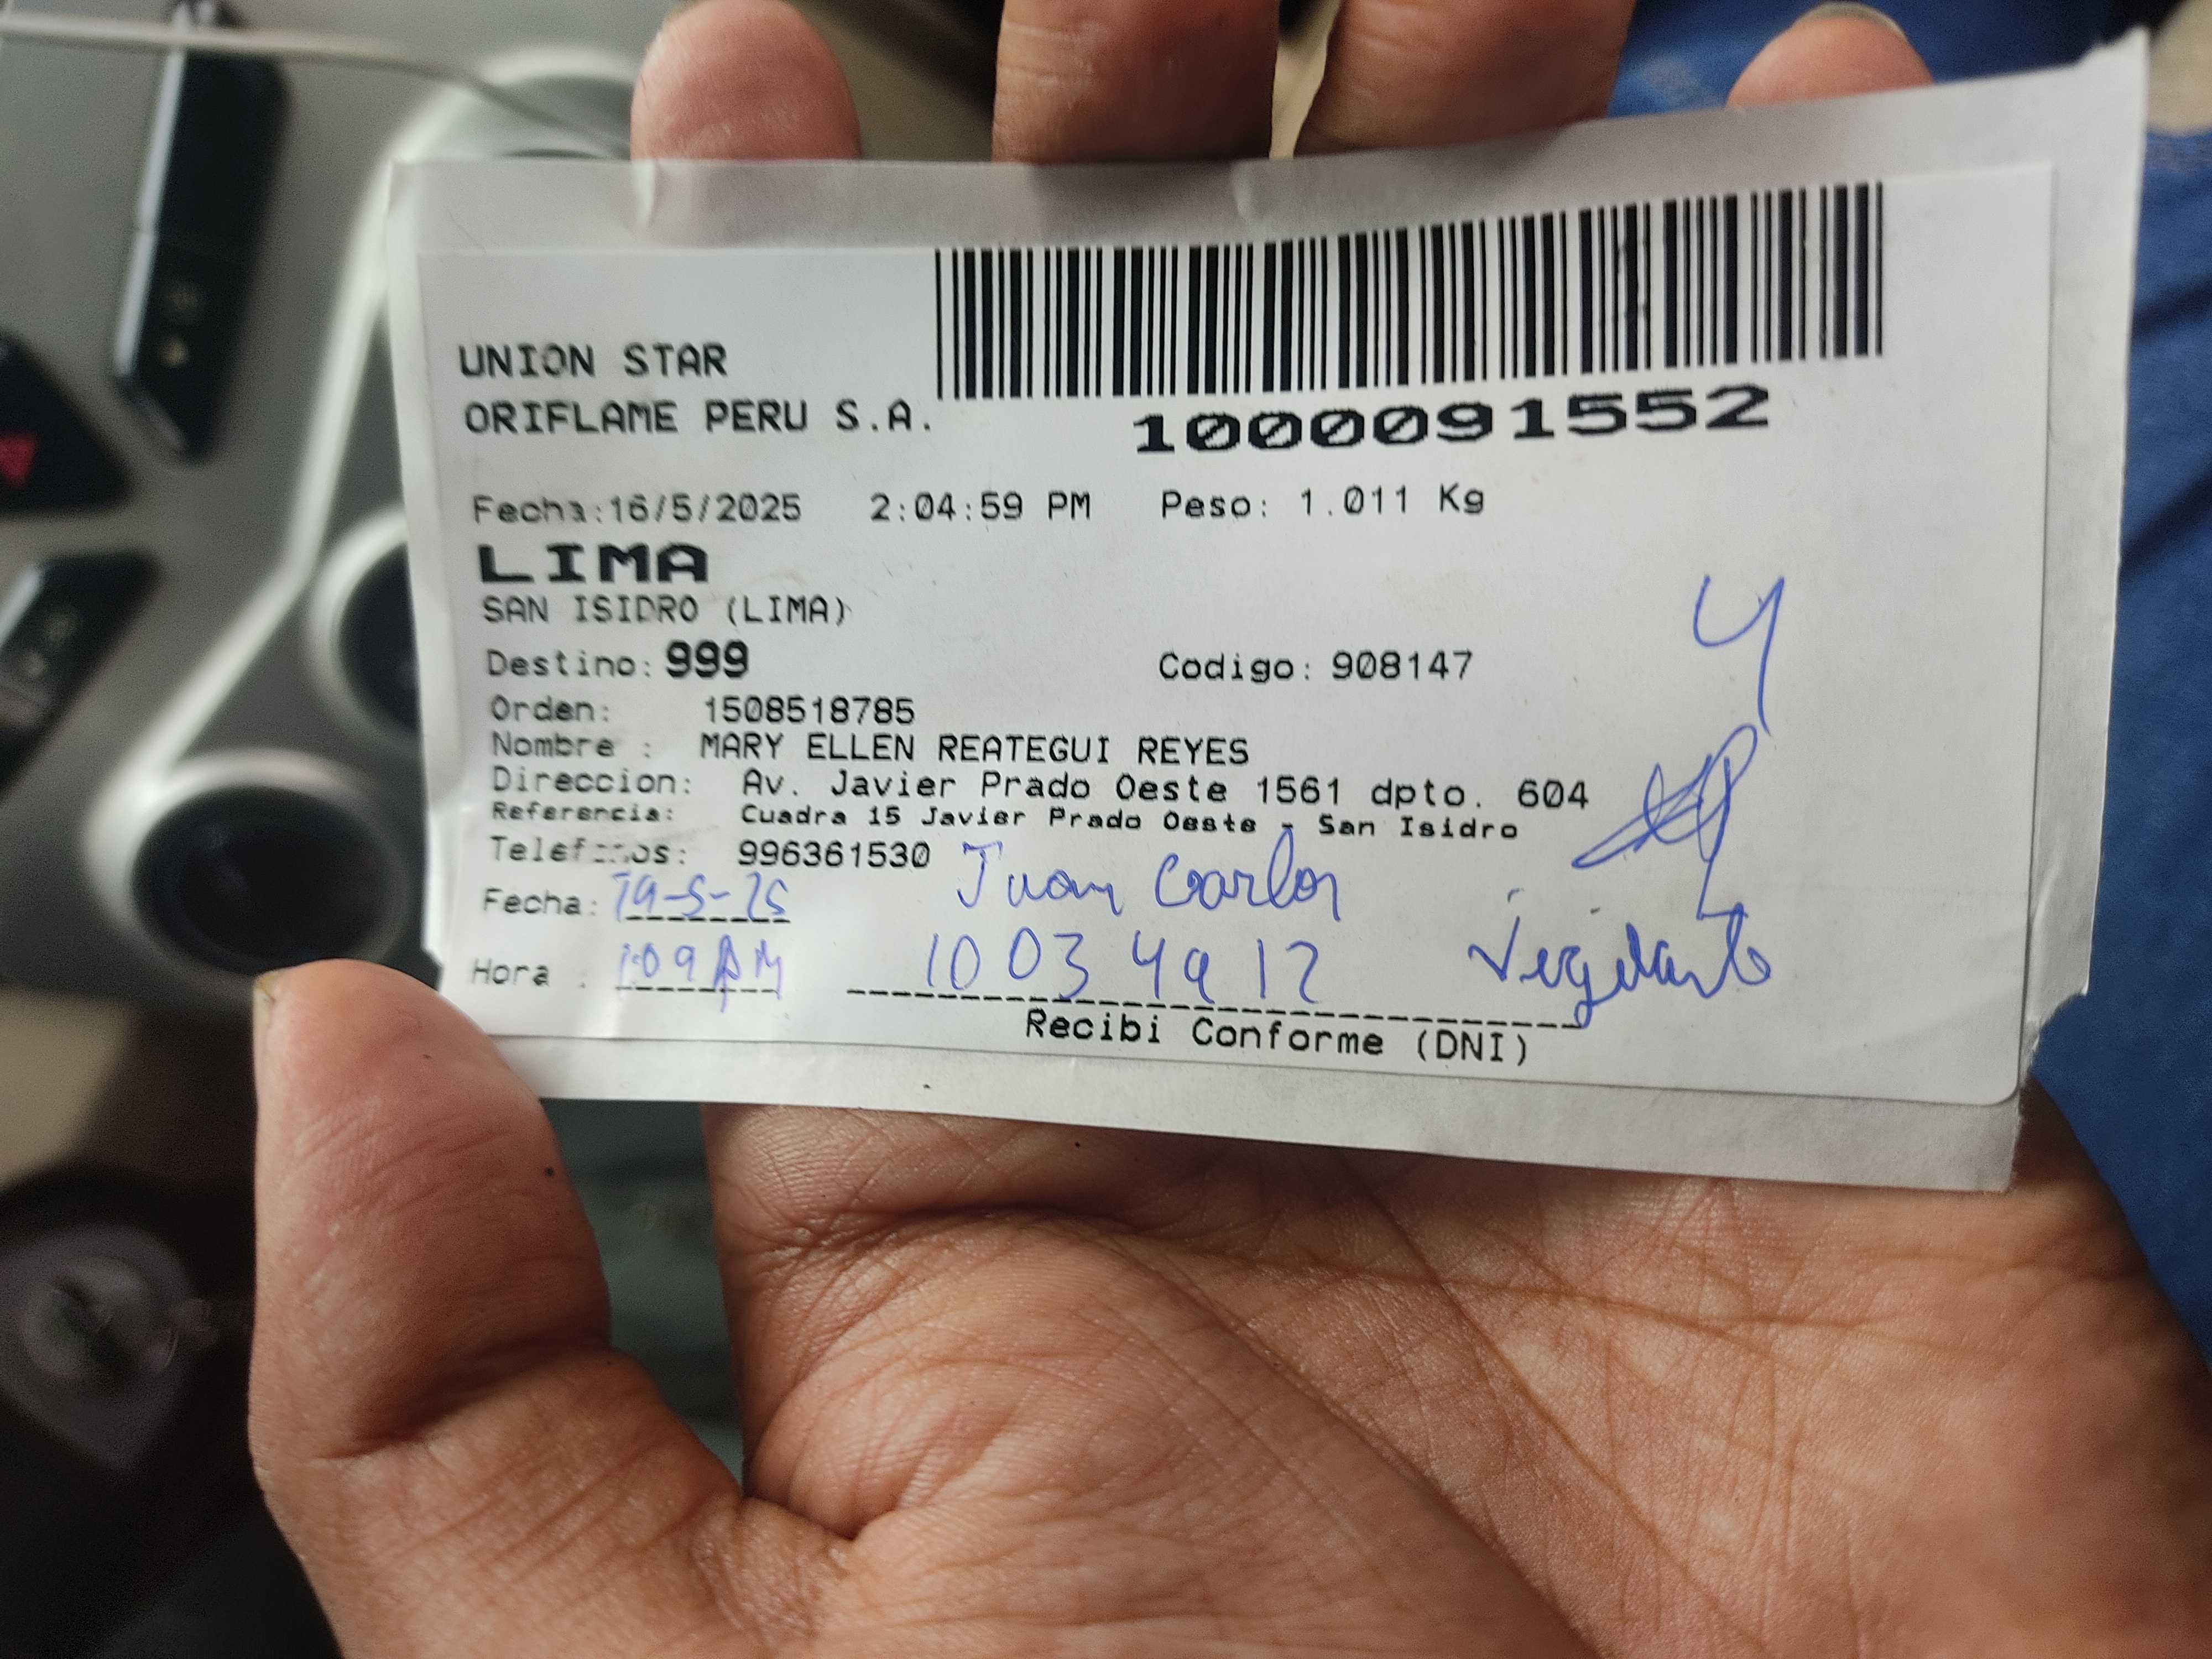 UNION STAR
ORIFLAME PERU S.A.
1000091552
Fecha:16/5/2025 2:04:59 PM Peso: 1.011 Kg
LIMA
SAN ISIDRO (LIMA)
Destino: 999 Codigo: 908147
Orden: 1508518785
Nombre : MARY ELLEN REATEGUI REYES
Direccion: Av. Javier Prado Oeste 1561 dpto. 604
Referencia: Cuadra 15 Javier Prado Oeste - San Isidro
Telefonos: 996361530 Juan Carlos
Fecha: 19-5-25
Hora : 1:09 PM 10034912 Vigilante
Recibi Conforme (DNI)